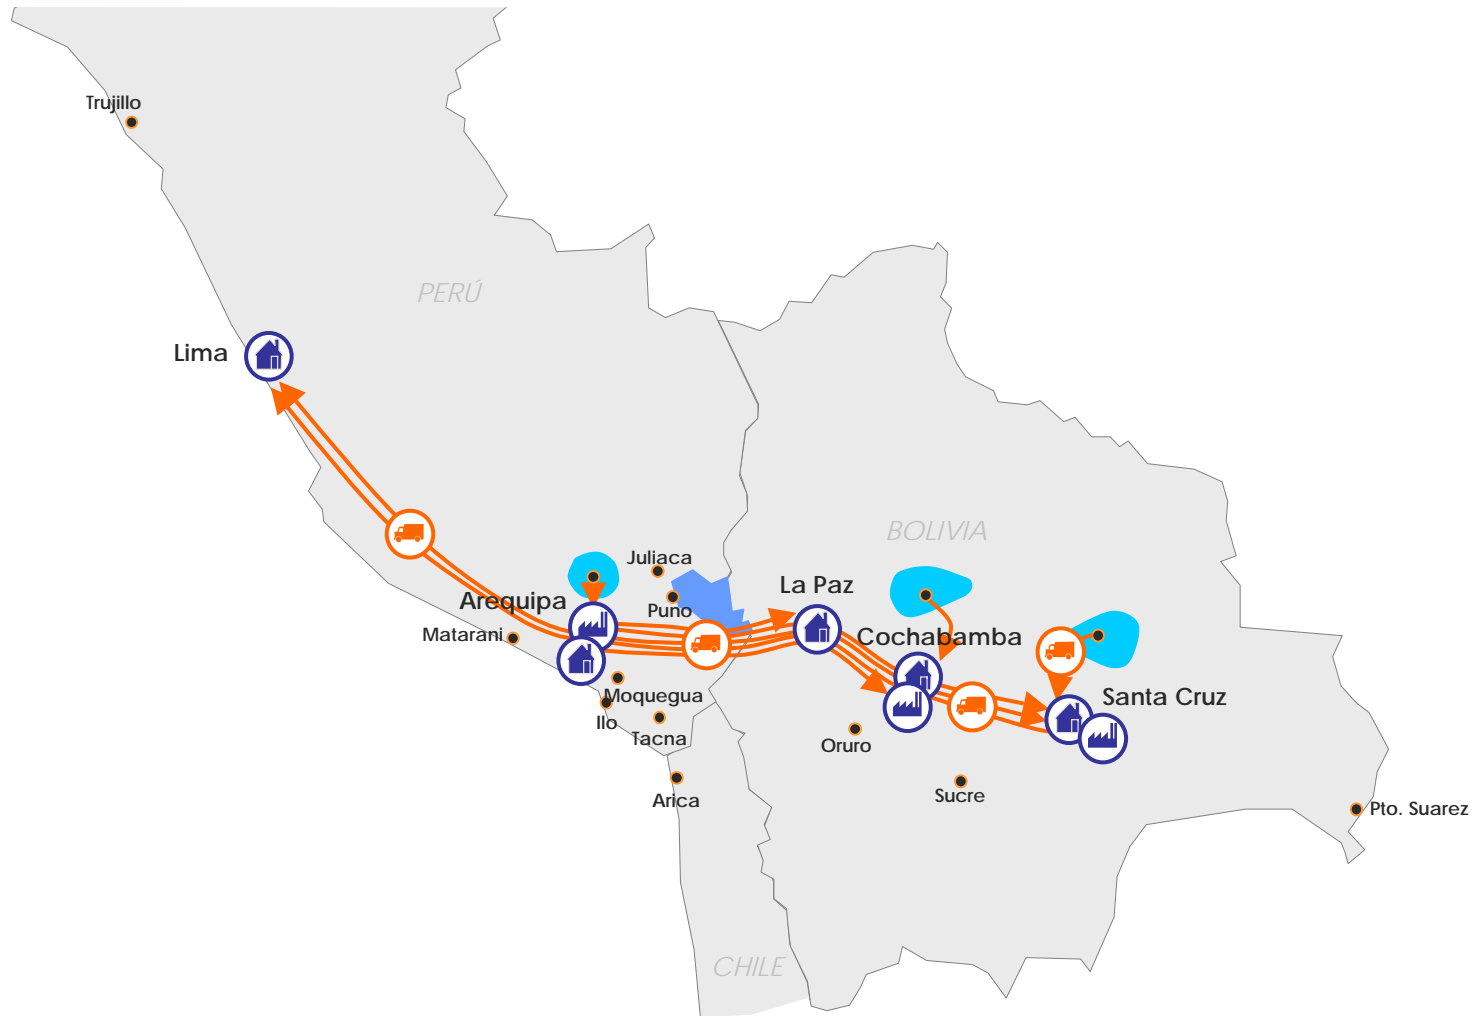 Trujillo
PERÚ
Lima
BOLIVIA
Juliaca
La Paz
Arequipa
Puno
Matarani
Cochabamba
Moquegua
Santa Cruz
Ilo
Tacna
Oruro
Arica
Sucre
Pto. Suarez
CHILE